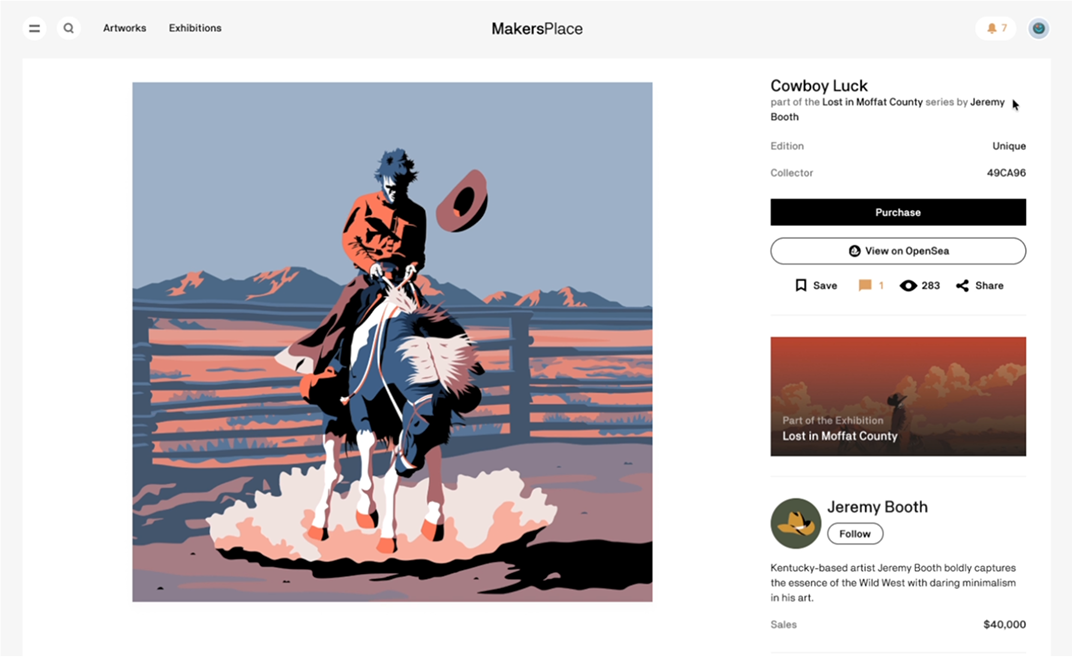 Artworks Exhibitions MakersPlace 7
Cowboy Luck
part of the Lost in Moffat County series by Jeremy
Booth
Edition Unique
Collector 49CA96
Purchase
View on OpenSea
Save 1 283 Share
Part of the Exhibition
Lost in Moffat County
Jeremy Booth
Follow
Kentucky-based artist Jeremy Booth boldly captures
the essence of the Wild West with daring minimalism
in his art.
Sales $40,000